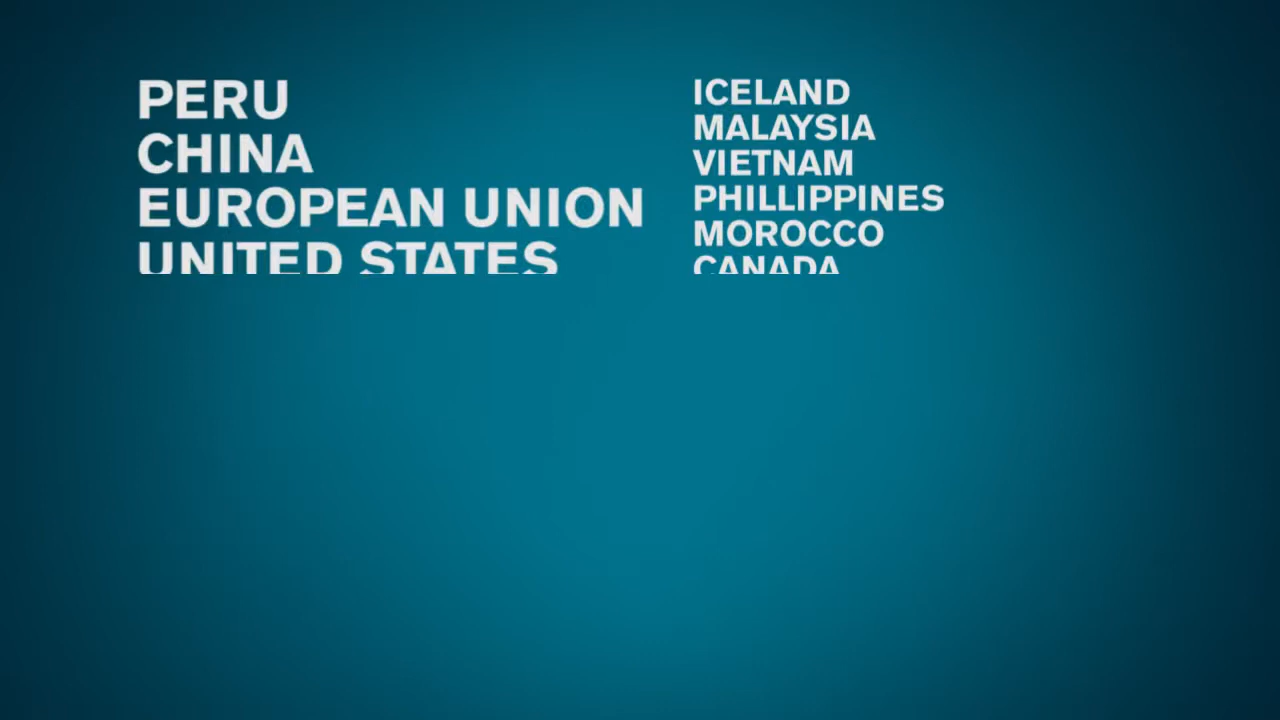 PERU
CHINA
EUROPEAN UNION
UNITED STATES
ICELAND
MALAYSIA
VIETNAM
PHILLIPPINES
MOROCCO
CANADA